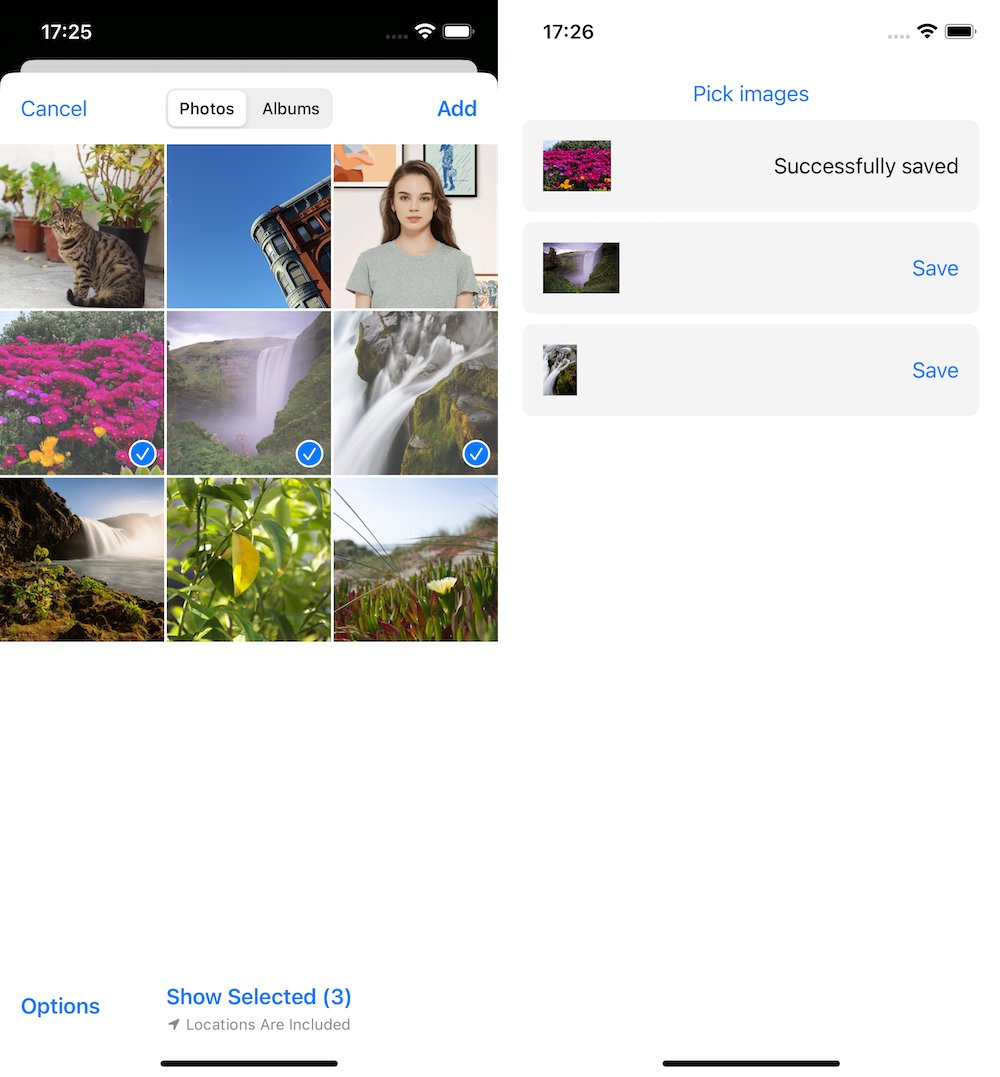 17:25
Cancel
Photos
Albums
Add
Options
Show Selected (3)
Locations Are Included
17:26
Pick images
Successfully saved
Save
Save